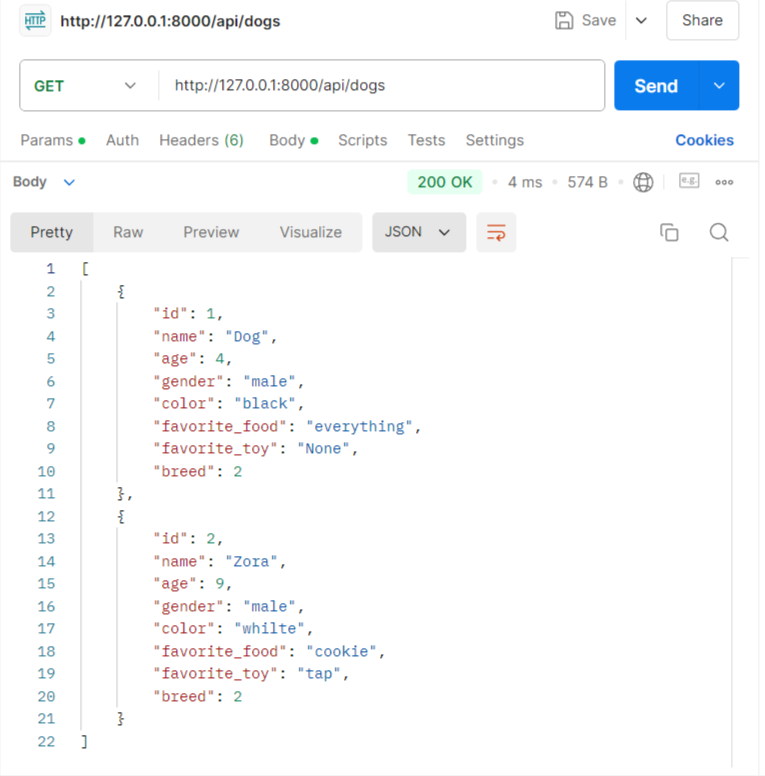 HTTP http://127.0.0.1:8000/api/dogs Save Share
GET http://127.0.0.1:8000/api/dogs Send
Params Auth Headers (6) Body Scripts Tests Settings Cookies
Body 200 OK 4 ms 574 B e.g.
Pretty Raw Preview Visualize JSON
1 [
2 {
3 "id": 1,
4 "name": "Dog",
5 "age": 4,
6 "gender": "male",
7 "color": "black",
8 "favorite_food": "everything",
9 "favorite_toy": "None",
10 "breed": 2
11 },
12 {
13 "id": 2,
14 "name": "Zora",
15 "age": 9,
16 "gender": "male",
17 "color": "whilte",
18 "favorite_food": "cookie",
19 "favorite_toy": "tap",
20 "breed": 2
21 }
22 ]